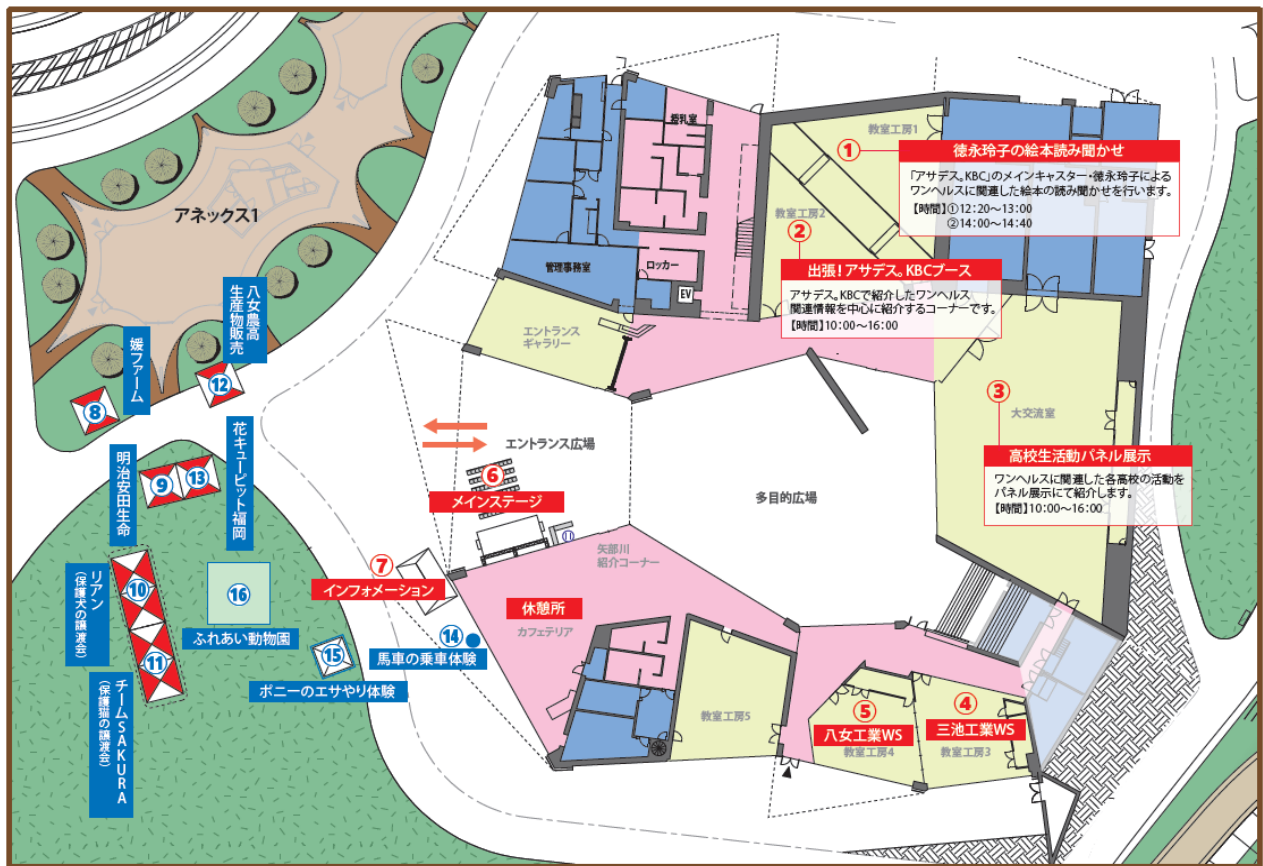 授乳室
教室工房1
①
徳永玲子の絵本読み聞かせ
「アサデス。KBC」のメインキャスター・徳永玲子による
ワンヘルスに関連した絵本の読み聞かせを行います。
【時間】①12:20～13:00
②14:00～14:40
アネックス1
教室工房2
②
出張!アサデス。KBCブース
アサデス。KBCで紹介したワンヘルス
関連情報を中心に紹介するコーナーです。
【時間】10:00～16:00
管理事務室
ロッカー
EV
エントランス
ギャラリー
八女農高
生産物販売
⑫
媛ファーム
⑧
③
大交流室
高校生活動パネル展示
ワンヘルスに関連した各高校の活動を
パネル展示にて紹介します。
【時間】10:00～16:00
エントランス広場
⑥
メインステージ
多目的広場
明治安田生命
⑨
⑬
花キューピット福岡
矢部川
紹介コーナー
⑦
インフォメーション
休憩所
カフェテリア
リアン
(保護犬の譲渡会)
⑩
⑯
ふれあい動物園
⑭
馬車の乗車体験
⑪
チームSAKURA
(保護猫の譲渡会)
⑮
ポニーのエサやり体験
教室工房5
⑤
八女工業WS
教室工房4
④
三池工業WS
教室工房3